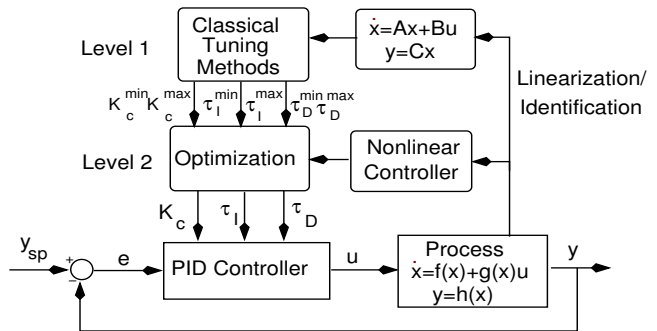 Level 1
Classical
Tuning
Methods
ẋ=Ax+Bu
y=Cx
Linearization/
Identification
K_c^min K_c^max τ_I^min τ_I^max τ_D^min τ_D^max
Level 2
Optimization
Nonlinear
Controller
K_c τ_I τ_D
y_sp
+
−
e
PID Controller
u
Process
ẋ=f(x)+g(x)u
y=h(x)
y